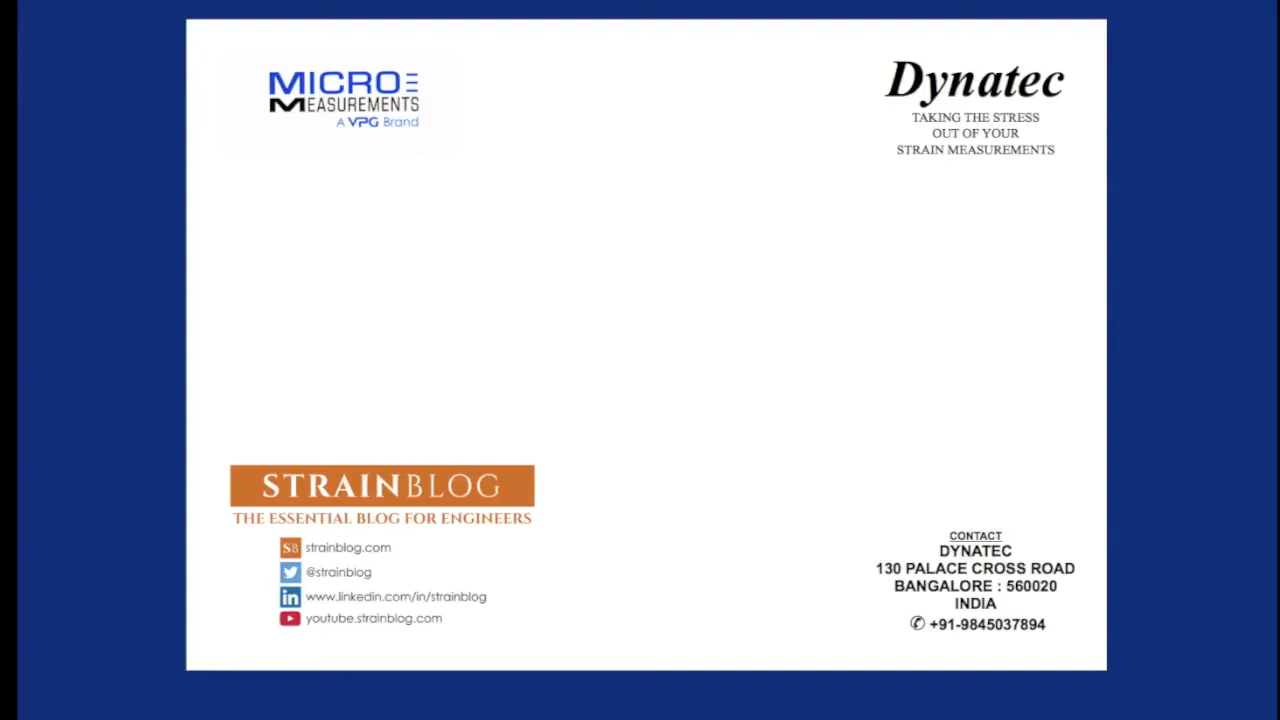 MICRO
MEASUREMENTS
A VPG Brand
Dynatec
TAKING THE STRESS
OUT OF YOUR
STRAIN MEASUREMENTS
STRAINBLOG
THE ESSENTIAL BLOG FOR ENGINEERS
SB strainblog.com
@strainblog
in www.linkedin.com/in/strainblog
youtube.strainblog.com
CONTACT
DYNATEC
130 PALACE CROSS ROAD
BANGALORE : 560020
INDIA
✆ +91-9845037894